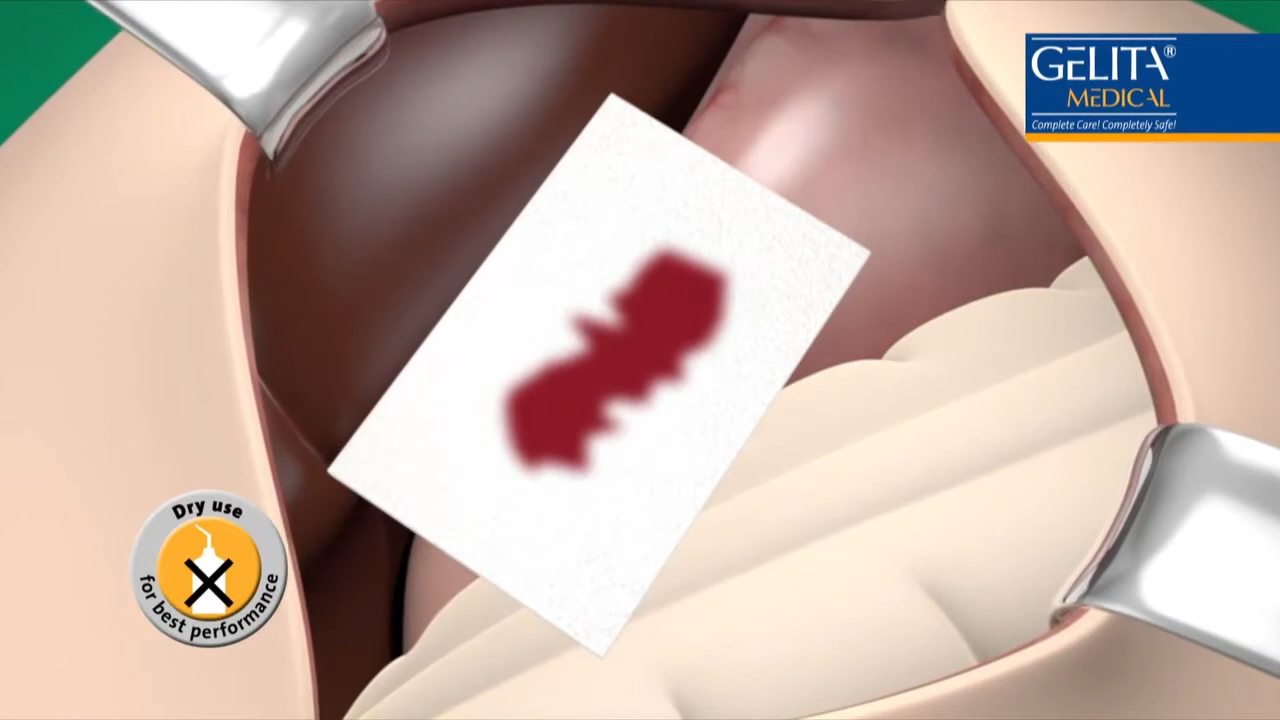 GELITA®
MEDICAL
Complete Care! Completely Safe!
Dry use
for best performance